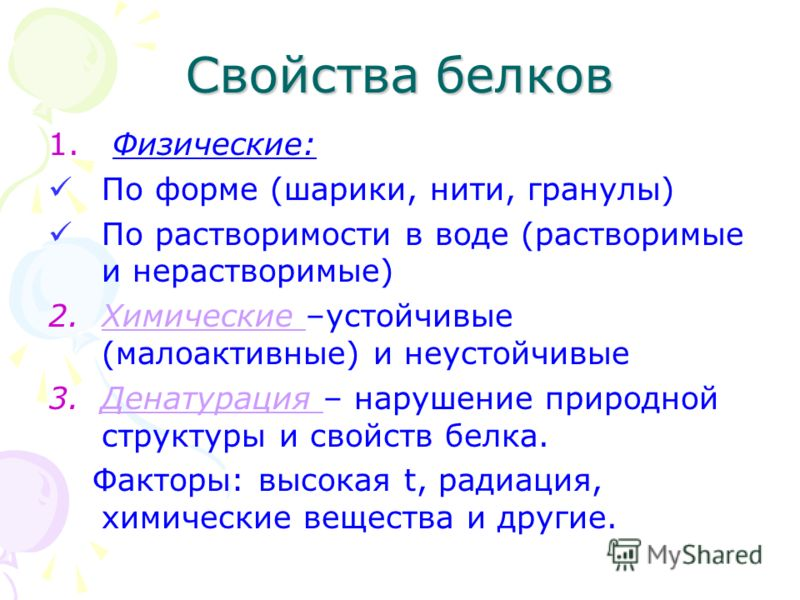 Свойства белков
1. Физические:
✓ По форме (шарики, нити, гранулы)
✓ По растворимости в воде (растворимые
и нерастворимые)
2. Химические –устойчивые
(малоактивные) и неустойчивые
3. Денатурация – нарушение природной
структуры и свойств белка.
Факторы: высокая t, радиация,
химические вещества и другие.
MyShared